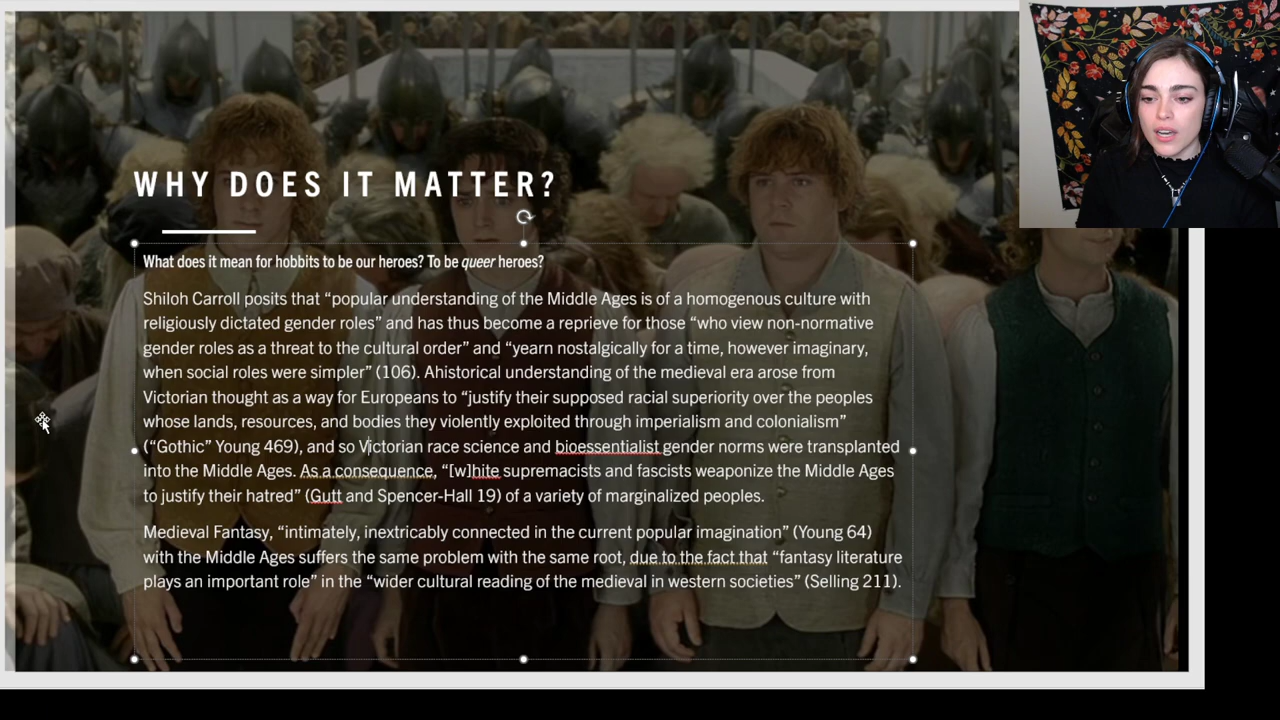 WHY DOES IT MATTER?
What does it mean for hobbits to be our heroes? To be queer heroes?
Shiloh Carroll posits that “popular understanding of the Middle Ages is of a homogenous culture with
religiously dictated gender roles” and has thus become a reprieve for those “who view non-normative
gender roles as a threat to the cultural order” and “yearn nostalgically for a time, however imaginary,
when social roles were simpler” (106). Ahistorical understanding of the medieval era arose from
Victorian thought as a way for Europeans to “justify their supposed racial superiority over the peoples
whose lands, resources, and bodies they violently exploited through imperialism and colonialism”
(“Gothic” Young 469), and so Victorian race science and bioessentialist gender norms were transplanted
into the Middle Ages. As a consequence, “[w]hite supremacists and fascists weaponize the Middle Ages
to justify their hatred” (Gutt and Spencer-Hall 19) of a variety of marginalized peoples.
Medieval Fantasy, “intimately, inextricably connected in the current popular imagination” (Young 64)
with the Middle Ages suffers the same problem with the same root, due to the fact that “fantasy literature
plays an important role” in the “wider cultural reading of the medieval in western societies” (Selling 211).